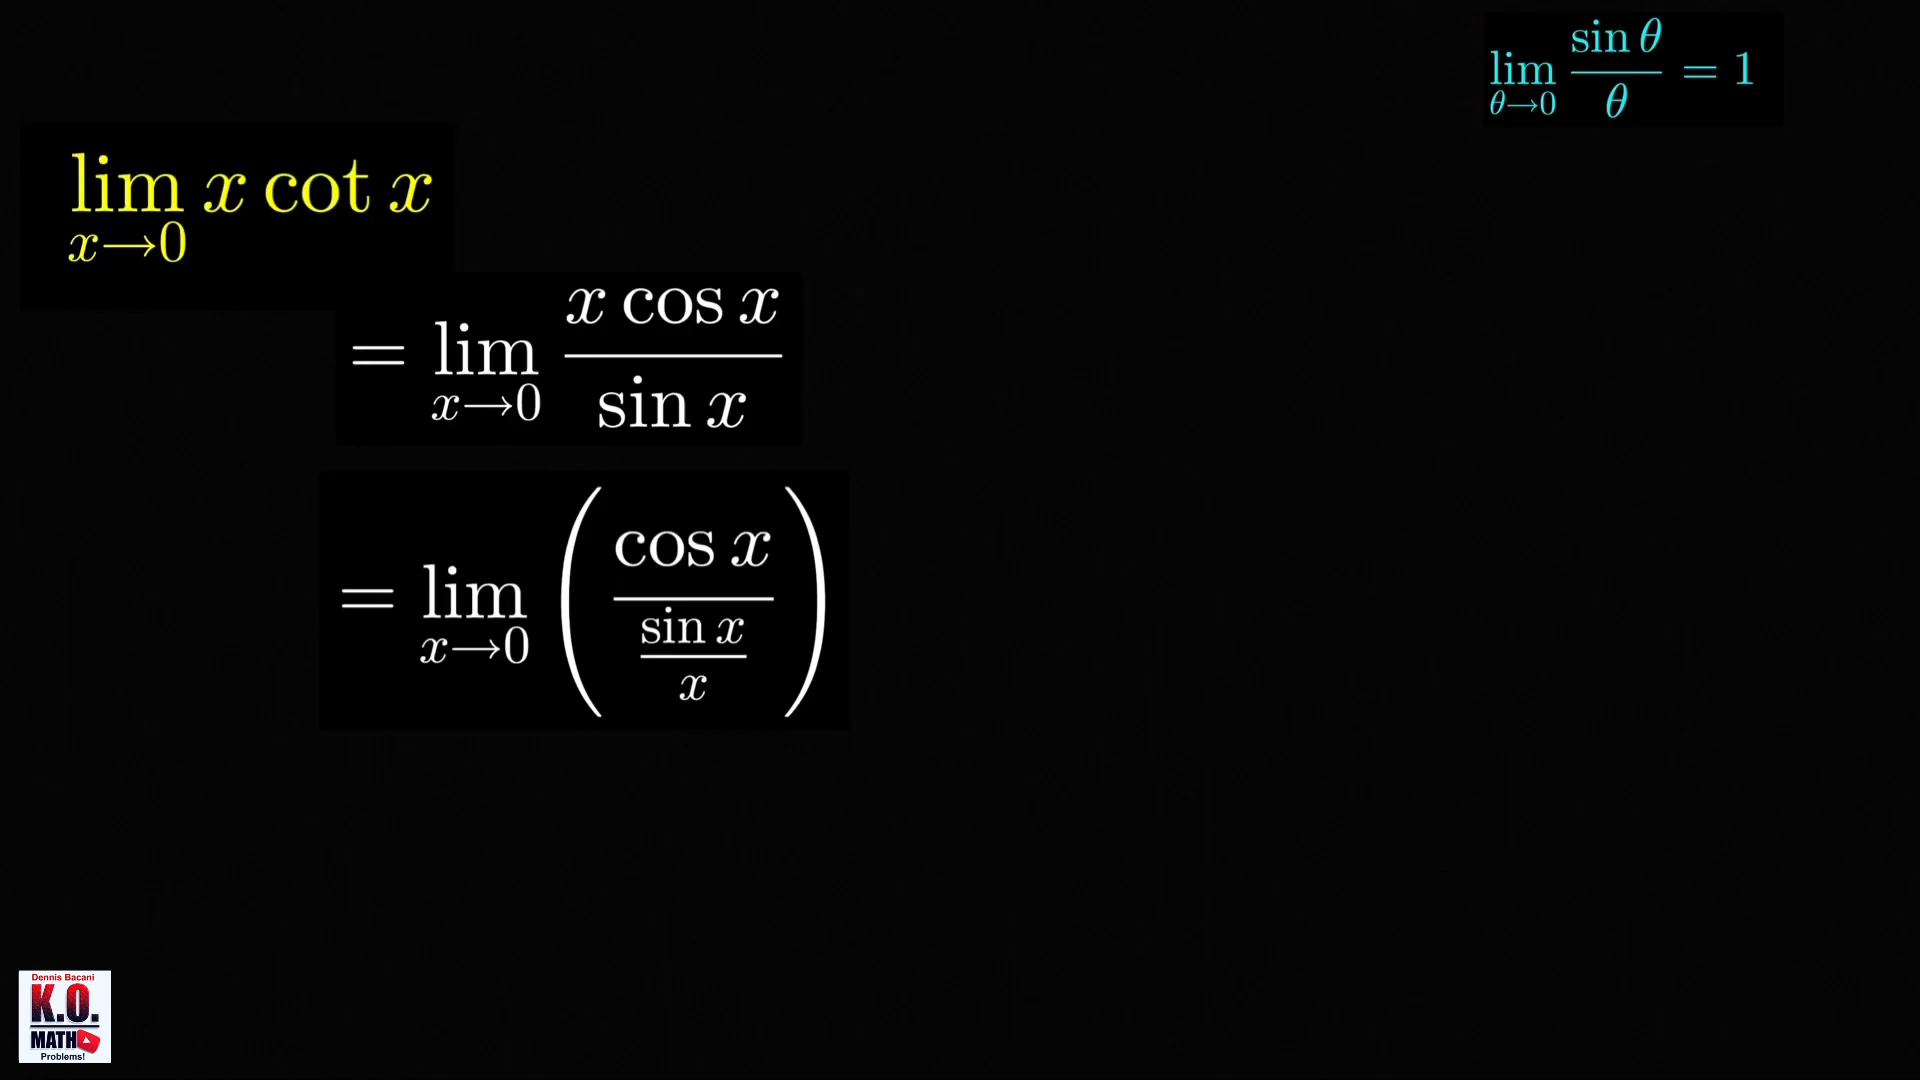 lim_{θ→0} sin θ / θ = 1
lim_{x→0} x cot x
= lim_{x→0} x cos x / sin x
= lim_{x→0} ( cos x / (sin x / x) )
Dennis Bacani
K.O.
MATH
Problems!